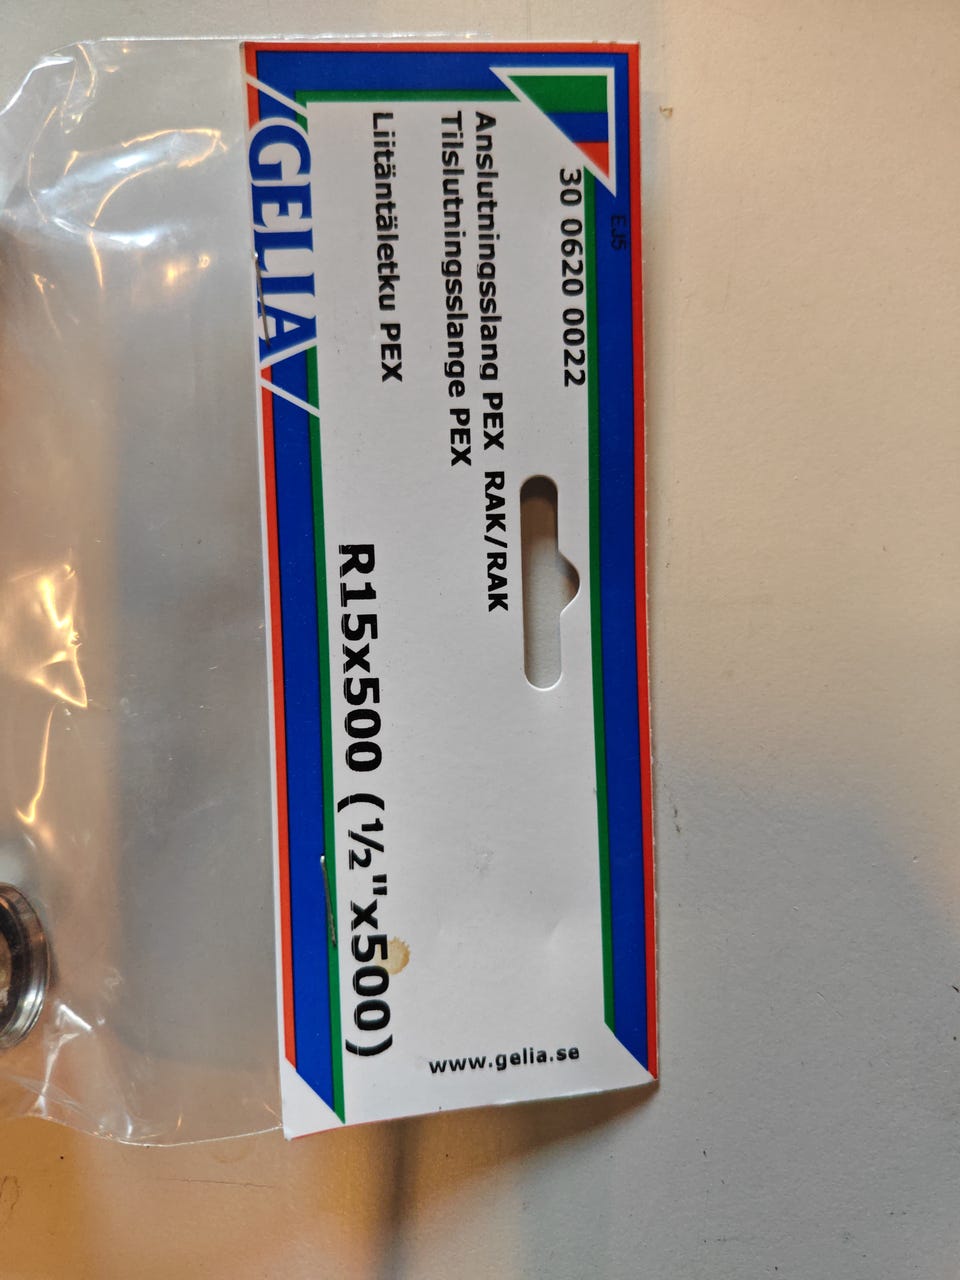 EJ5
30 0620 0022
Anslutningsslang PEX RAK/RAK
Tilslutningsslange PEX
Liitäntäletku PEX
R15x500 (½"x500)
www.gelia.se
GELIA